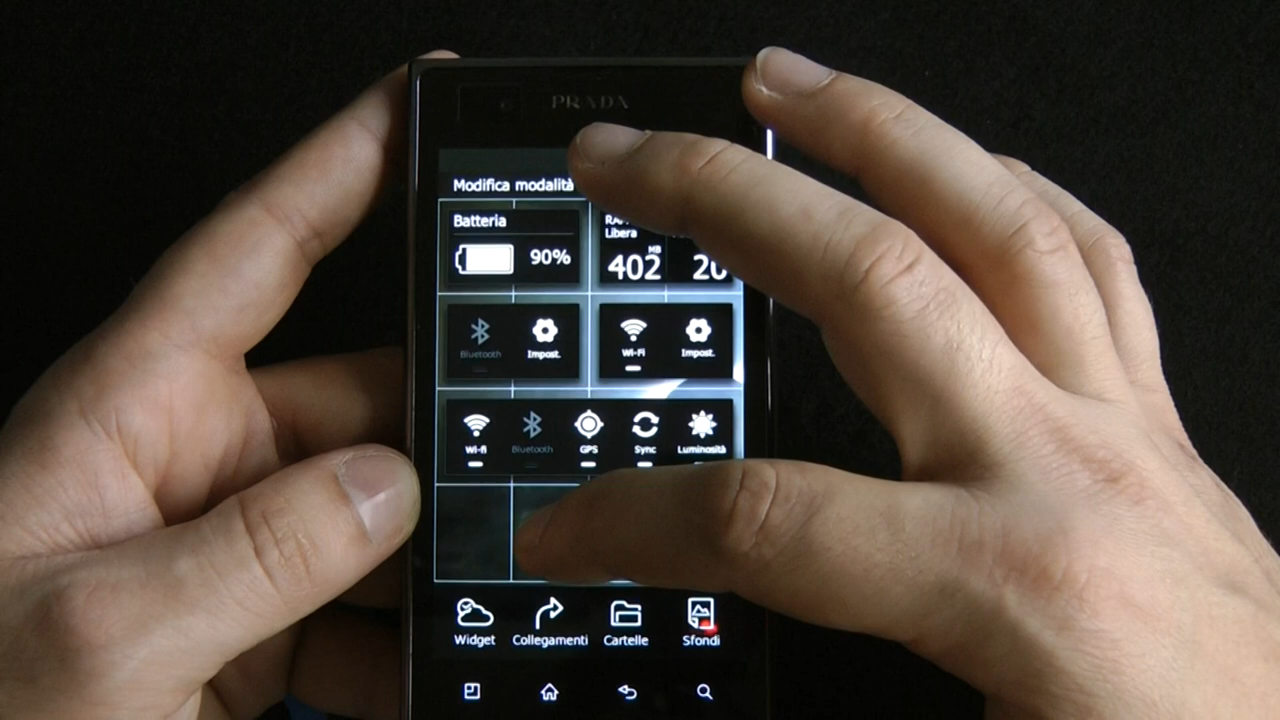 PRADA
Modifica modalità
Batteria
90%
Libera
MB
402
Bluetooth
Impost.
Wi-Fi
Impost.
Wi-fi
Bluetooth
GPS
Sync
Luminosità
Widget
Collegamenti
Cartelle
Sfondi